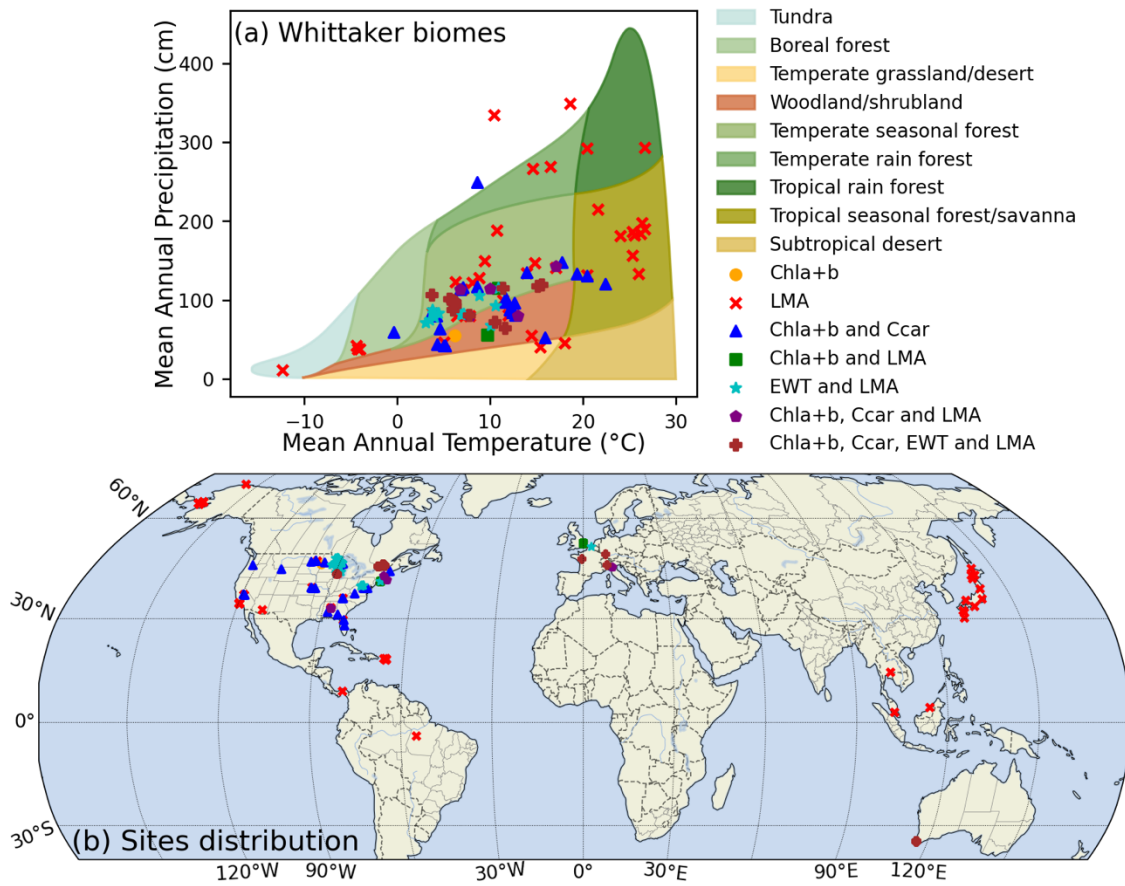 (a) Whittaker biomes
Mean Annual Precipitation (cm)
400
300
200
100
0
−10
0
10
20
30
Mean Annual Temperature (°C)
Tundra
Boreal forest
Temperate grassland/desert
Woodland/shrubland
Temperate seasonal forest
Temperate rain forest
Tropical rain forest
Tropical seasonal forest/savanna
Subtropical desert
Chla+b
LMA
Chla+b and Ccar
Chla+b and LMA
EWT and LMA
Chla+b, Ccar and LMA
Chla+b, Ccar, EWT and LMA
60°N
30°N
0°
30°S
(b) Sites distribution
120°W
90°W
60°W
30°W
0°
30°E
60°E
90°E
120°E
150°E